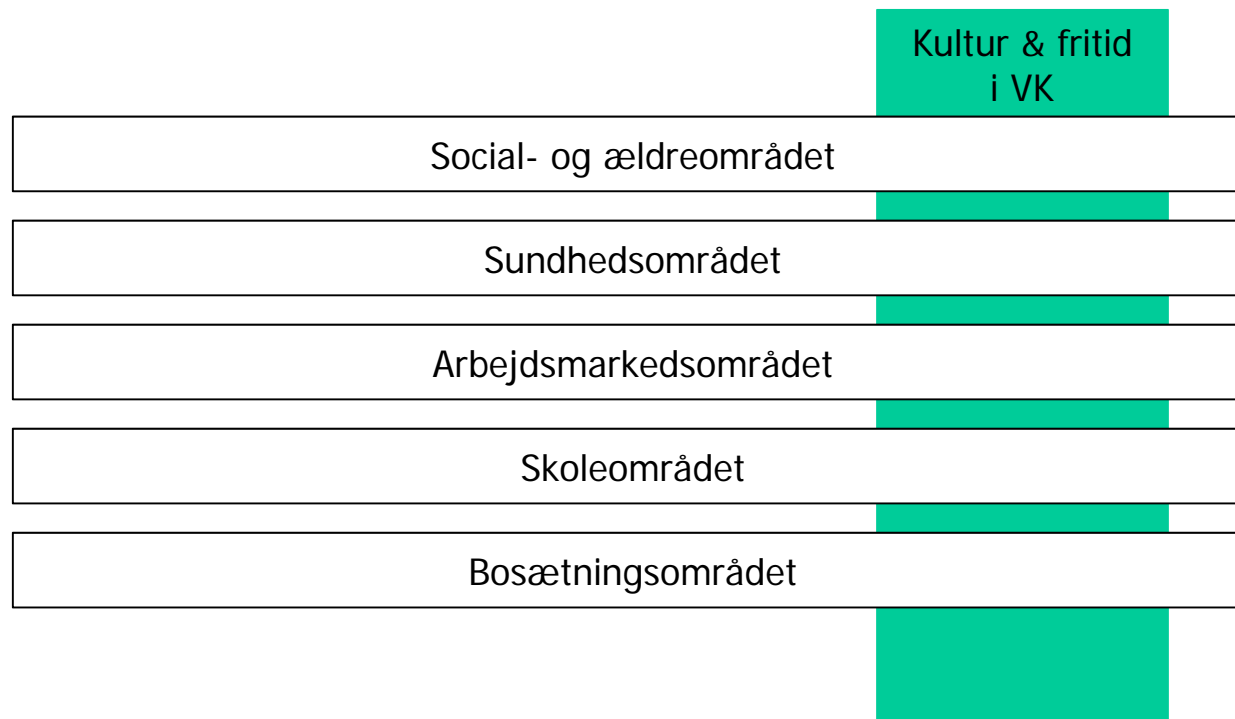 Kultur & fritid
i VK
Social- og ældreområdet
Sundhedsområdet
Arbejdsmarkedsområdet
Skoleområdet
Bosætningsområdet